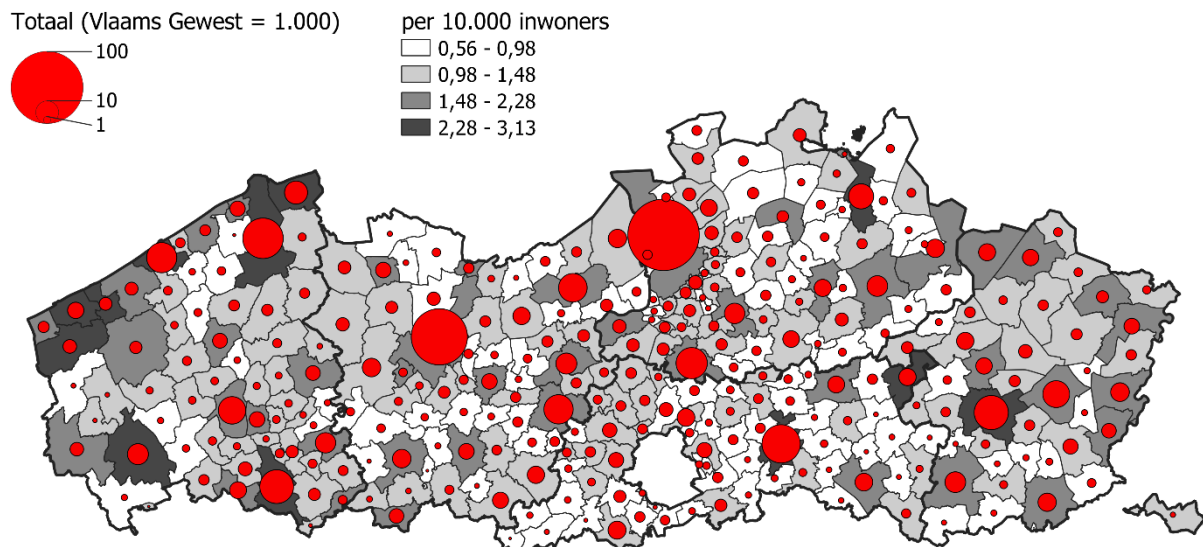 Totaal (Vlaams Gewest = 1.000)
100
10
1
per 10.000 inwoners
0,56 - 0,98
0,98 - 1,48
1,48 - 2,28
2,28 - 3,13